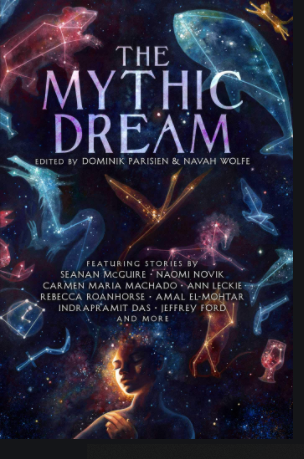 THE
MYTHIC
DREAM
EDITED BY DOMINIK PARISIEN & NAVAH WOLFE
FEATURING STORIES BY
SEANAN McGUIRE • NAOMI NOVIK
CARMEN MARIA MACHADO • ANN LECKIE
REBECCA ROANHORSE • AMAL EL-MOHTAR
INDRAPRAMIT DAS • JEFFREY FORD
AND MORE